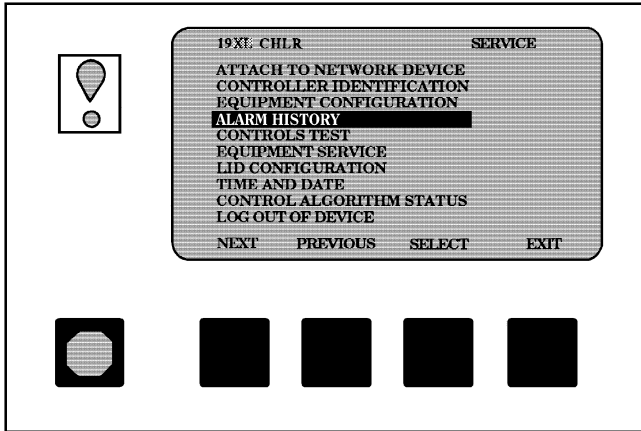 19XL CHLR SERVICE
ATTACH TO NETWORK DEVICE
CONTROLLER IDENTIFICATION
EQUIPMENT CONFIGURATION
ALARM HISTORY
CONTROLS TEST
EQUIPMENT SERVICE
LID CONFIGURATION
TIME AND DATE
CONTROL ALGORITHM STATUS
LOG OUT OF DEVICE
NEXT PREVIOUS SELECT EXIT